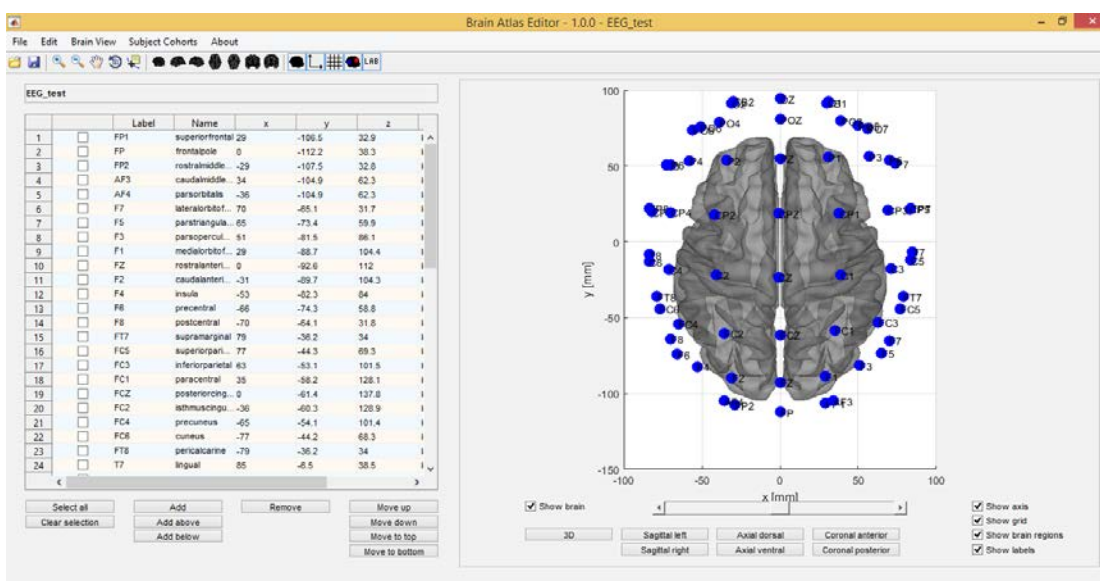 Brain Atlas Editor - 1.0.0 - EEG_test
File Edit Brain View Subject Cohorts About
LAB
EEG_test
Label Name x y z
1 FP1 superiorfrontal 29 -106.5 32.9
2 FP frontalpole 0 -112.2 38.3
3 FP2 rostralmiddle... -29 -107.5 32.8
4 AF3 caudalmiddle... 34 -104.9 62.3
5 AF4 parsorbitalis -36 -104.9 62.3
6 F7 lateralorbitof... 70 -65.1 31.7
7 F5 parstriangula... 65 -73.4 59.9
8 F3 parsopercul... 51 -81.5 86.1
9 F1 medialorbitof... 29 -88.7 104.4
10 FZ rostralanteri... 0 -92.6 112
11 F2 caudalanteri... -31 -89.7 104.3
12 F4 insula -53 -82.3 84
13 F6 precentral -66 -74.3 58.8
14 F8 postcentral -70 -64.1 31.8
15 FT7 supramarginal 79 -36.2 34
16 FC5 superiorpari... 77 -44.3 69.3
17 FC3 inferiorparietal 63 -53.1 101.5
18 FC1 paracentral 35 -58.2 128.1
19 FCZ posteriorcing... 0 -61.4 137.8
20 FC2 isthmuscingu... -36 -60.3 128.9
21 FC4 precuneus -65 -54.1 101.4
22 FC6 cuneus -77 -44.2 68.3
23 FT8 pericalcarine -79 -36.2 34
24 T7 lingual 85 -6.5 38.5
Select all Add Remove Move up
Clear selection Add above Move down
Add below Move to top
Move to bottom
100
50
0
-50
-100
-150
y [mm]
-100 -50 0 50 100
x [mm]
Show brain
3D Sagittal left Axial dorsal Coronal anterior
Sagittal right Axial ventral Coronal posterior
Show axis
Show grid
Show brain regions
Show labels